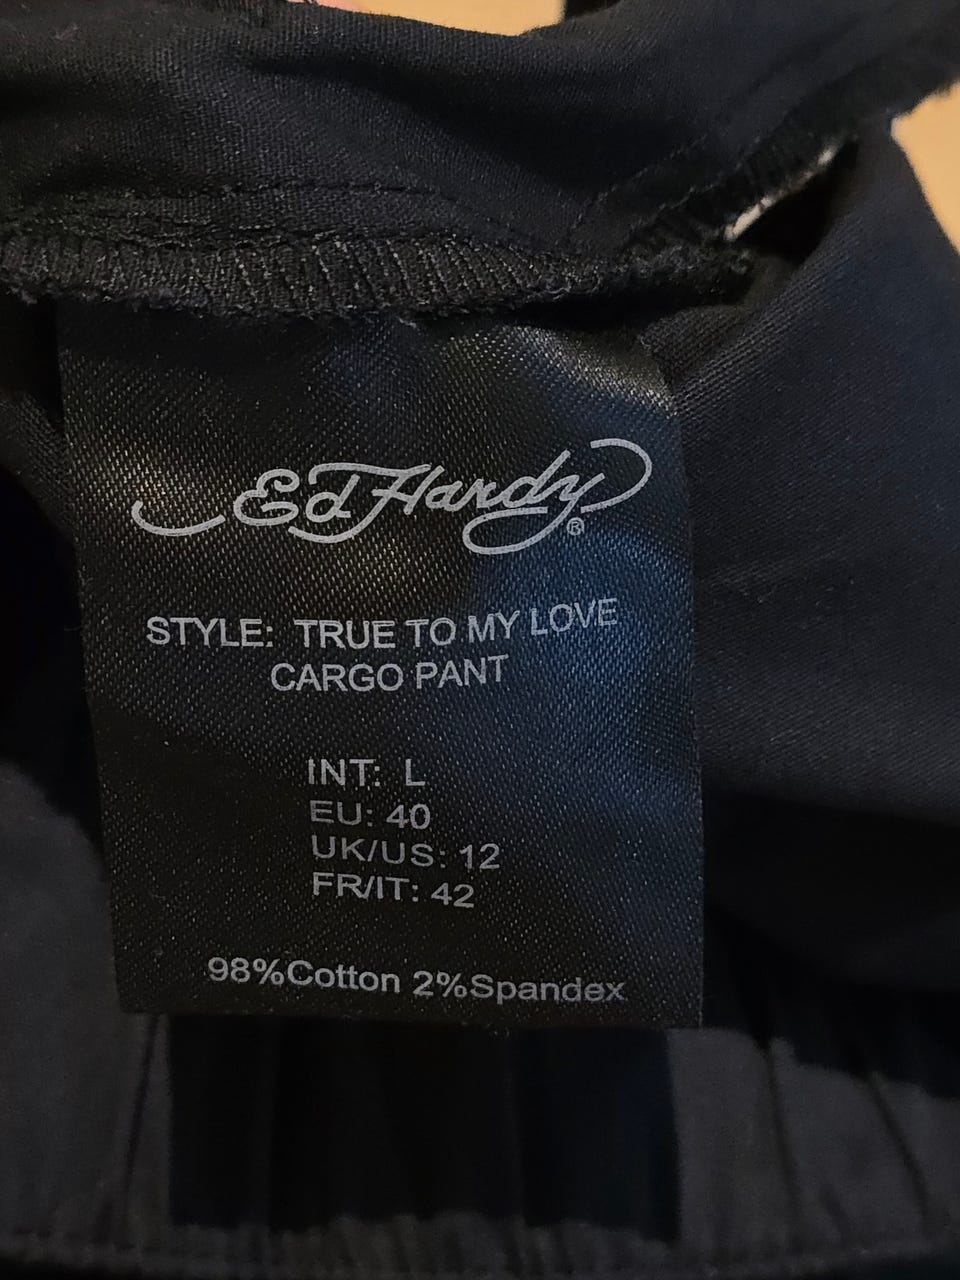 Ed Hardy®
STYLE: TRUE TO MY LOVE
CARGO PANT
INT: L
EU: 40
UK/US: 12
FR/IT: 42
98%Cotton 2%Spandex